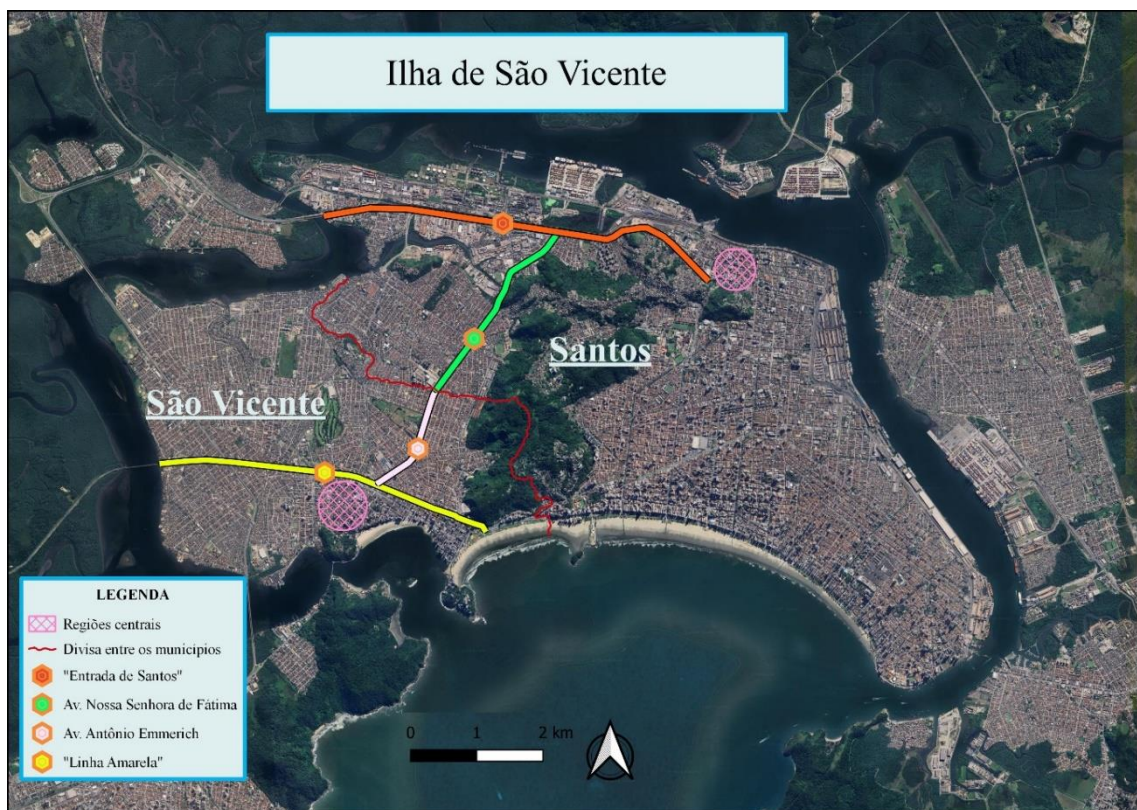 Ilha de São Vicente
Santos
São Vicente
LEGENDA
Regiões centrais
Divisa entre os municípios
"Entrada de Santos"
Av. Nossa Senhora de Fátima
Av. Antônio Emmerich
"Linha Amarela"
0 1 2 km